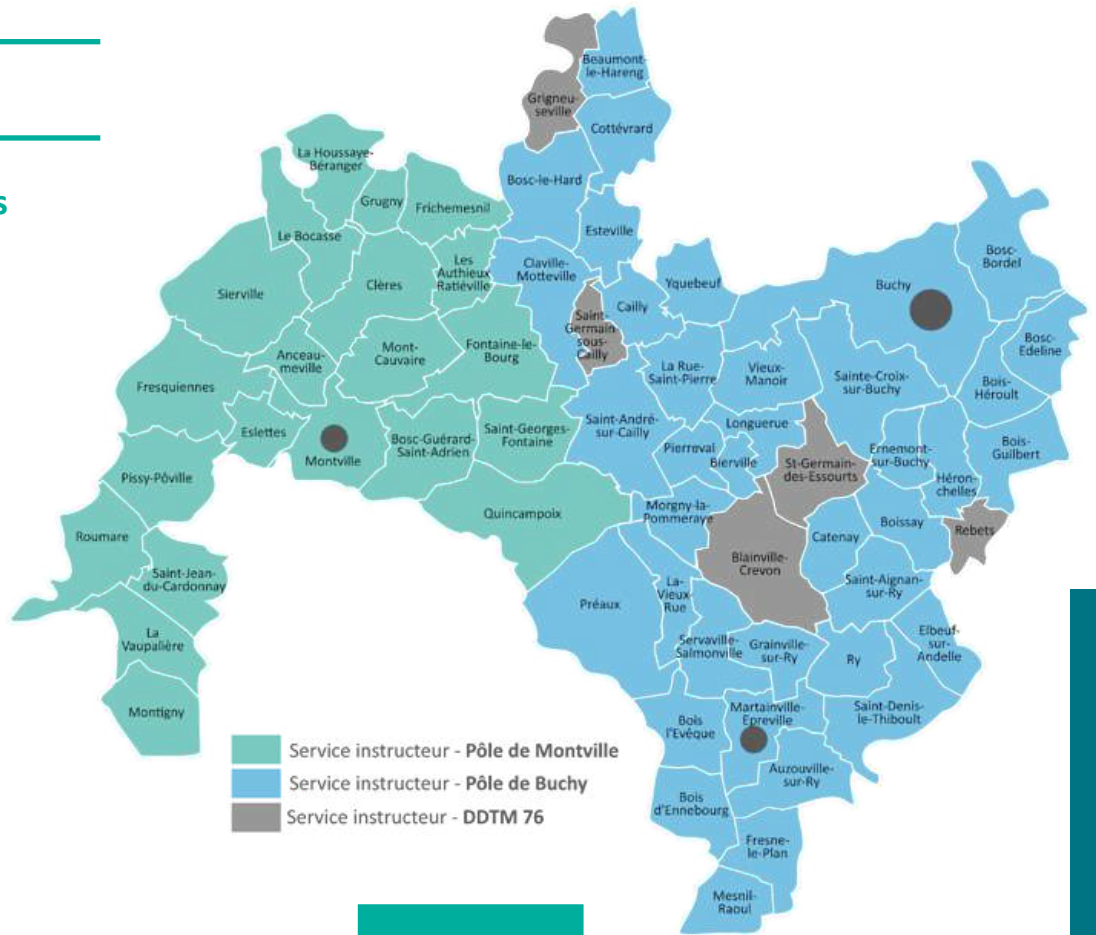 s
Beaumont-
le-Hareng
Grigneu-
seville
Cottévrard
La Houssaye-
Béranger
Bosc-le-Hard
Grugny
Frichemesnil
Esteville
Le Bocasse
Bosc-
Bordel
Les
Authieux
Ratiéville
Claville-
Motteville
Yquebeuf
Buchy
Clères
Sierville
Cailly
Saint-
Germain
sous-
Cailly
Bosc-
Edeline
Mont-
Cauvaire
Fontaine-le-
Bourg
Anceau-
meville
La Rue-
Saint-Pierre
Vieux-
Manoir
Sainte-Croix
sur-Buchy
Bois-
Héroult
Fresquiennes
Saint-André
sur-Cailly
Longuerue
Eslettes
Saint-Georges-
Fontaine
Bosc-Guérard-
Saint-Adrien
Pierreval
Bierville
Ernemont-
sur-Buchy
Bois-
Guilbert
Montville
St-Germain
des-Essourts
Pissy-Pôville
Héron-
chelles
Morgny-la-
Pommeraye
Quincampoix
Boissay
Rebets
Roumare
Catenay
Blainville-
Crevon
Saint-Jean-
du-Cardonnay
Saint-Aignan-
sur-Ry
La-
Vieux-
Rue
Préaux
La
Vaupalière
Servaville-
Salmonville
Grainville-
sur-Ry
Ry
Elbeuf-
sur-
Andelle
Montigny
Martainville-
Epreville
Saint-Denis-
le-Thiboult
Bois
l'Evêque
Service instructeur - Pôle de Montville
Service instructeur - Pôle de Buchy
Service instructeur - DDTM 76
Auzouville-
sur-Ry
Bois
d'Ennebourg
Fresne-
le-Plan
Mesnil-
Raoul